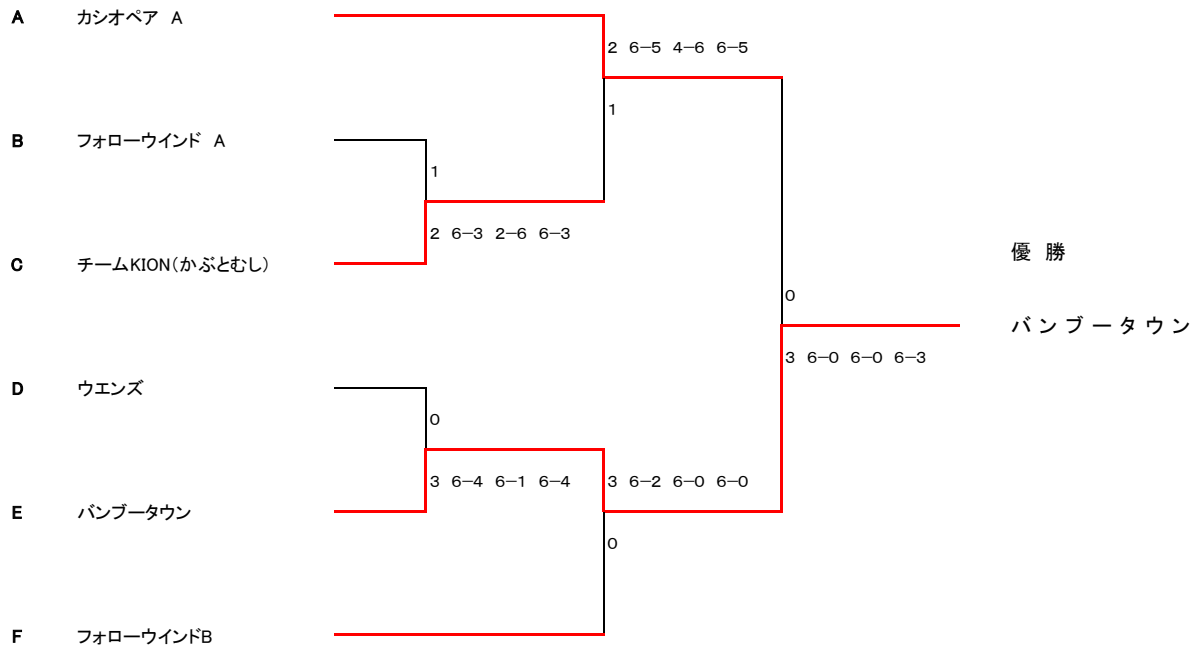 A カシオペア A
2 6-5 4-6 6-5
1
B フォローウインド A
1
2 6-3 2-6 6-3
C チームKION(かぶとむし)
優 勝
0
バンブータウン
3 6-0 6-0 6-3
D ウエンズ
0
3 6-4 6-1 6-4
3 6-2 6-0 6-0
E バンブータウン
0
F フォローウインドB